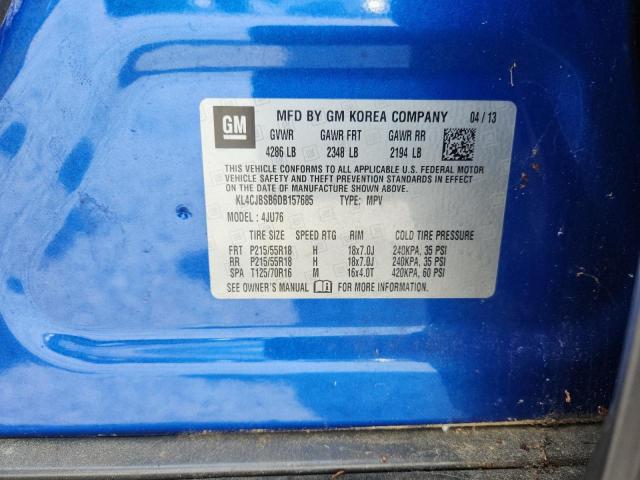 GM MFD BY GM KOREA COMPANY 04 / 13
GVWR GAWR FRT GAWR RR
4286 LB 2348 LB 2194 LB
THIS VEHICLE CONFORMS TO ALL APPLICABLE U.S. FEDERAL MOTOR
VEHICLE SAFETY AND THEFT PREVENTION STANDARDS IN EFFECT ON
THE DATE OF MANUFACTURE SHOWN ABOVE.
KL4CJBSB6DB157685 TYPE: MPV
MODEL: 4JU76
TIRE SIZE SPEED RTG RIM COLD TIRE PRESSURE
FRT P215/55R18 H 18x7.0J 240KPA, 35 PSI
RR P215/55R18 H 18x7.0J 240KPA, 35 PSI
SPA T125/70R16 M 16x4.0T 420KPA, 60 PSI
SEE OWNER'S MANUAL FOR MORE INFORMATION.